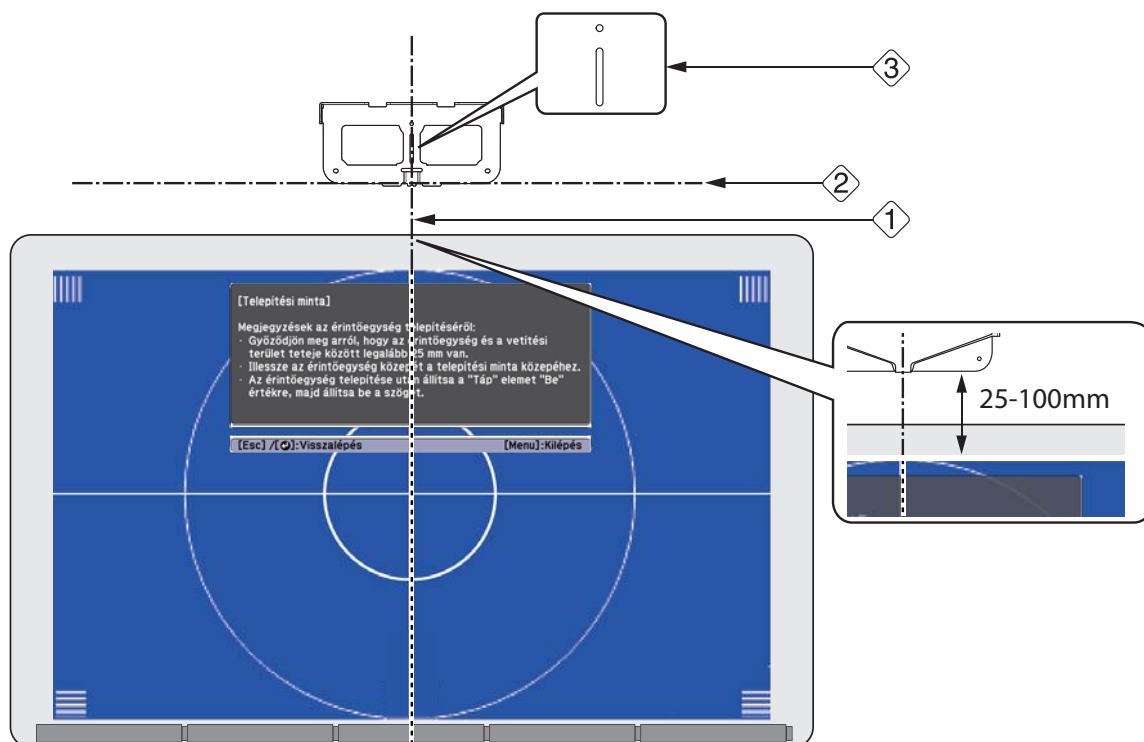 3
2
1
[Telepítési minta]
Megjegyzések az érintőegység telepítéséről:
· Győződjön meg arról, hogy az érintőegység és a vetítési
terület teteje között legalább 25 mm van.
· Illessze az érintőegység közepét a telepítési minta közepéhez.
· Az érintőegység telepítése után állítsa a "Táp" elemet "Be"
értékre, majd állítsa be a szöget.
[Esc] /[⏎]:Visszalépés [Menu]:Kilépés
25-100mm